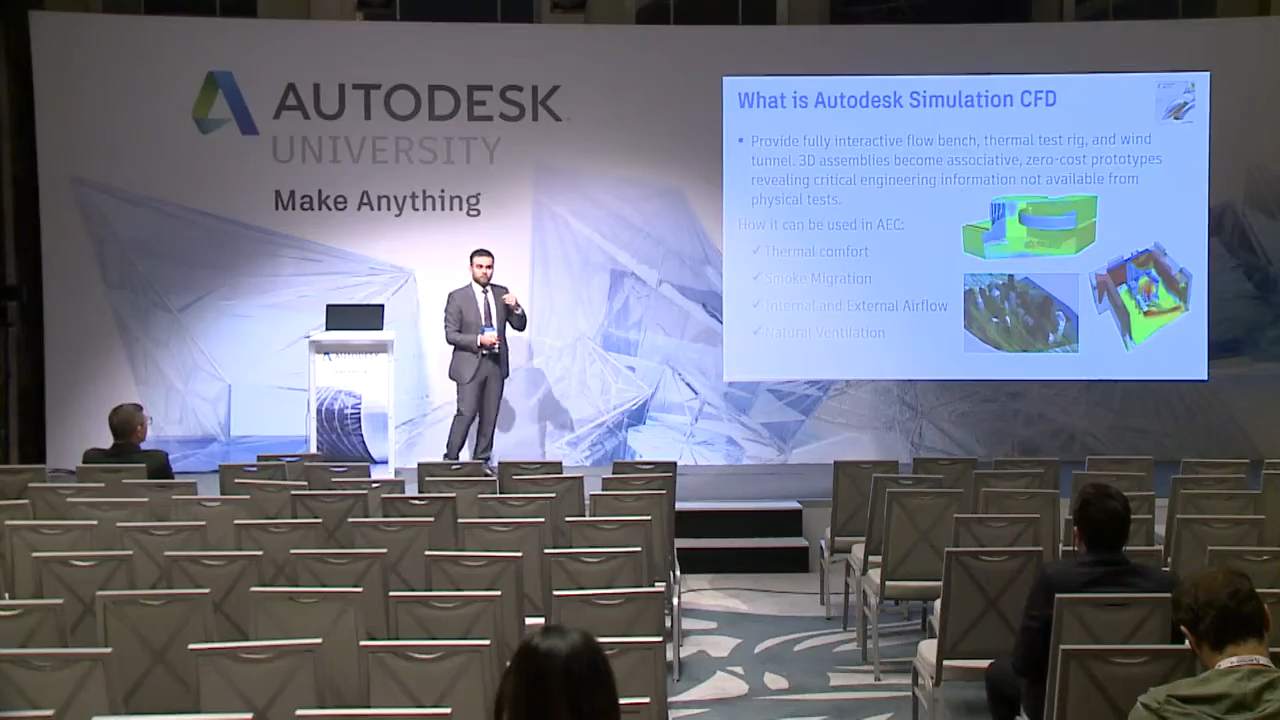 AUTODESK
UNIVERSITY
Make Anything
AUTODESK
What is Autodesk Simulation CFD
Provide fully interactive flow bench, thermal test rig, and wind
tunnel. 3D assemblies become associative, zero-cost prototypes
revealing critical engineering information not available from
physical tests.
How it can be used in AEC:
Thermal comfort
Smoke Migration
Internal and External Airflow
Natural Ventilation